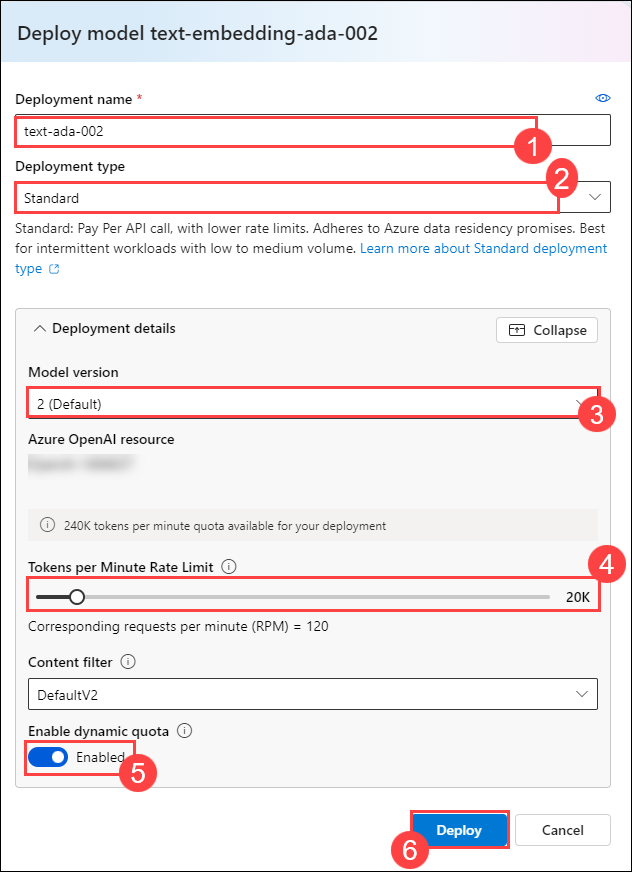 Deploy model text-embedding-ada-002
Deployment name *
text-ada-002
1
Deployment type
2
Standard
Standard: Pay Per API call, with lower rate limits. Adheres to Azure data residency promises. Best
for intermittent workloads with low to medium volume. Learn more about Standard deployment
type
Deployment details
Collapse
Model version
2 (Default)
3
Azure OpenAI resource
240K tokens per minute quota available for your deployment
Tokens per Minute Rate Limit
4
20K
Corresponding requests per minute (RPM) = 120
Content filter
DefaultV2
Enable dynamic quota
Enabled
5
Deploy
Cancel
6